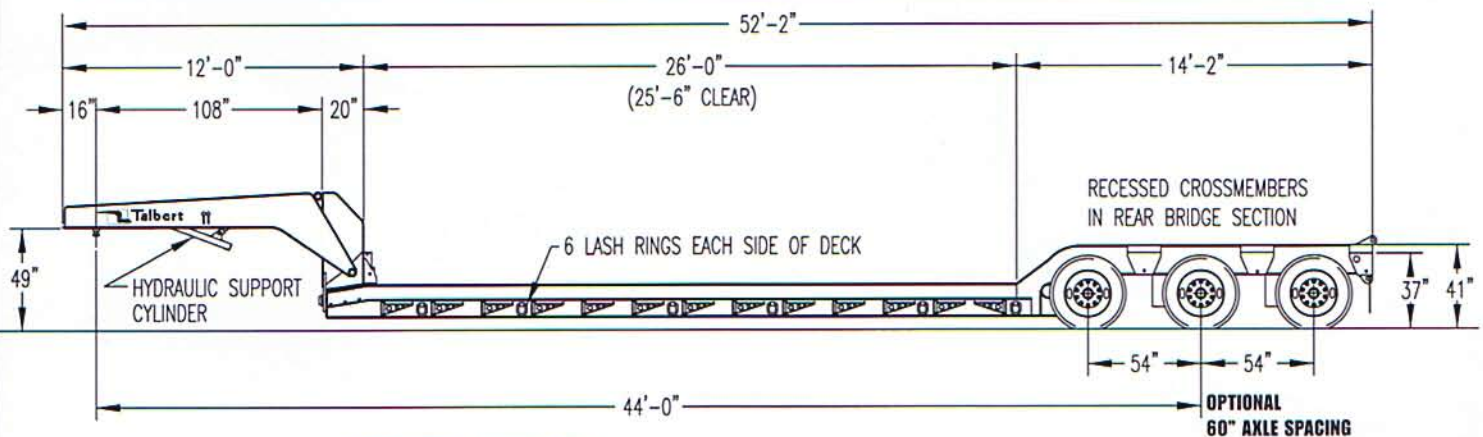 52'-2"
12'-0"
26'-0"
14'-2"
(25'-6" CLEAR)
16"
108"
20"
RECESSED CROSSMEMBERS
IN REAR BRIDGE SECTION
Talbert
6 LASH RINGS EACH SIDE OF DECK
49"
HYDRAULIC SUPPORT
CYLINDER
37"
41"
54"
54"
44'-0"
OPTIONAL
60" AXLE SPACING